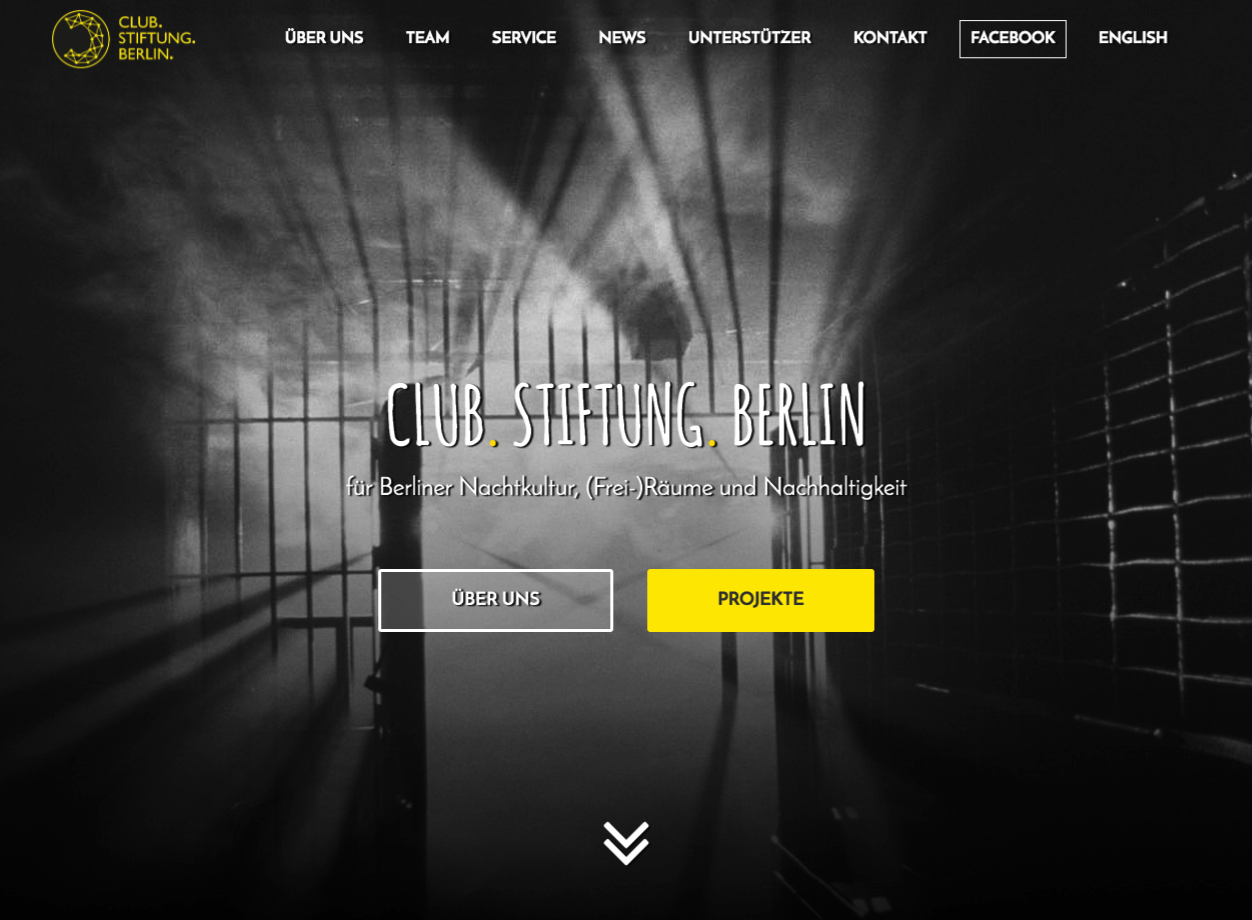 CLUB.
STIFTUNG.
BERLIN.
ÜBER UNS TEAM SERVICE NEWS UNTERSTÜTZER KONTAKT FACEBOOK ENGLISH
CLUB. STIFTUNG. BERLIN
für Berliner Nachtkultur, (Frei-)Räume und Nachhaltigkeit
ÜBER UNS PROJEKTE